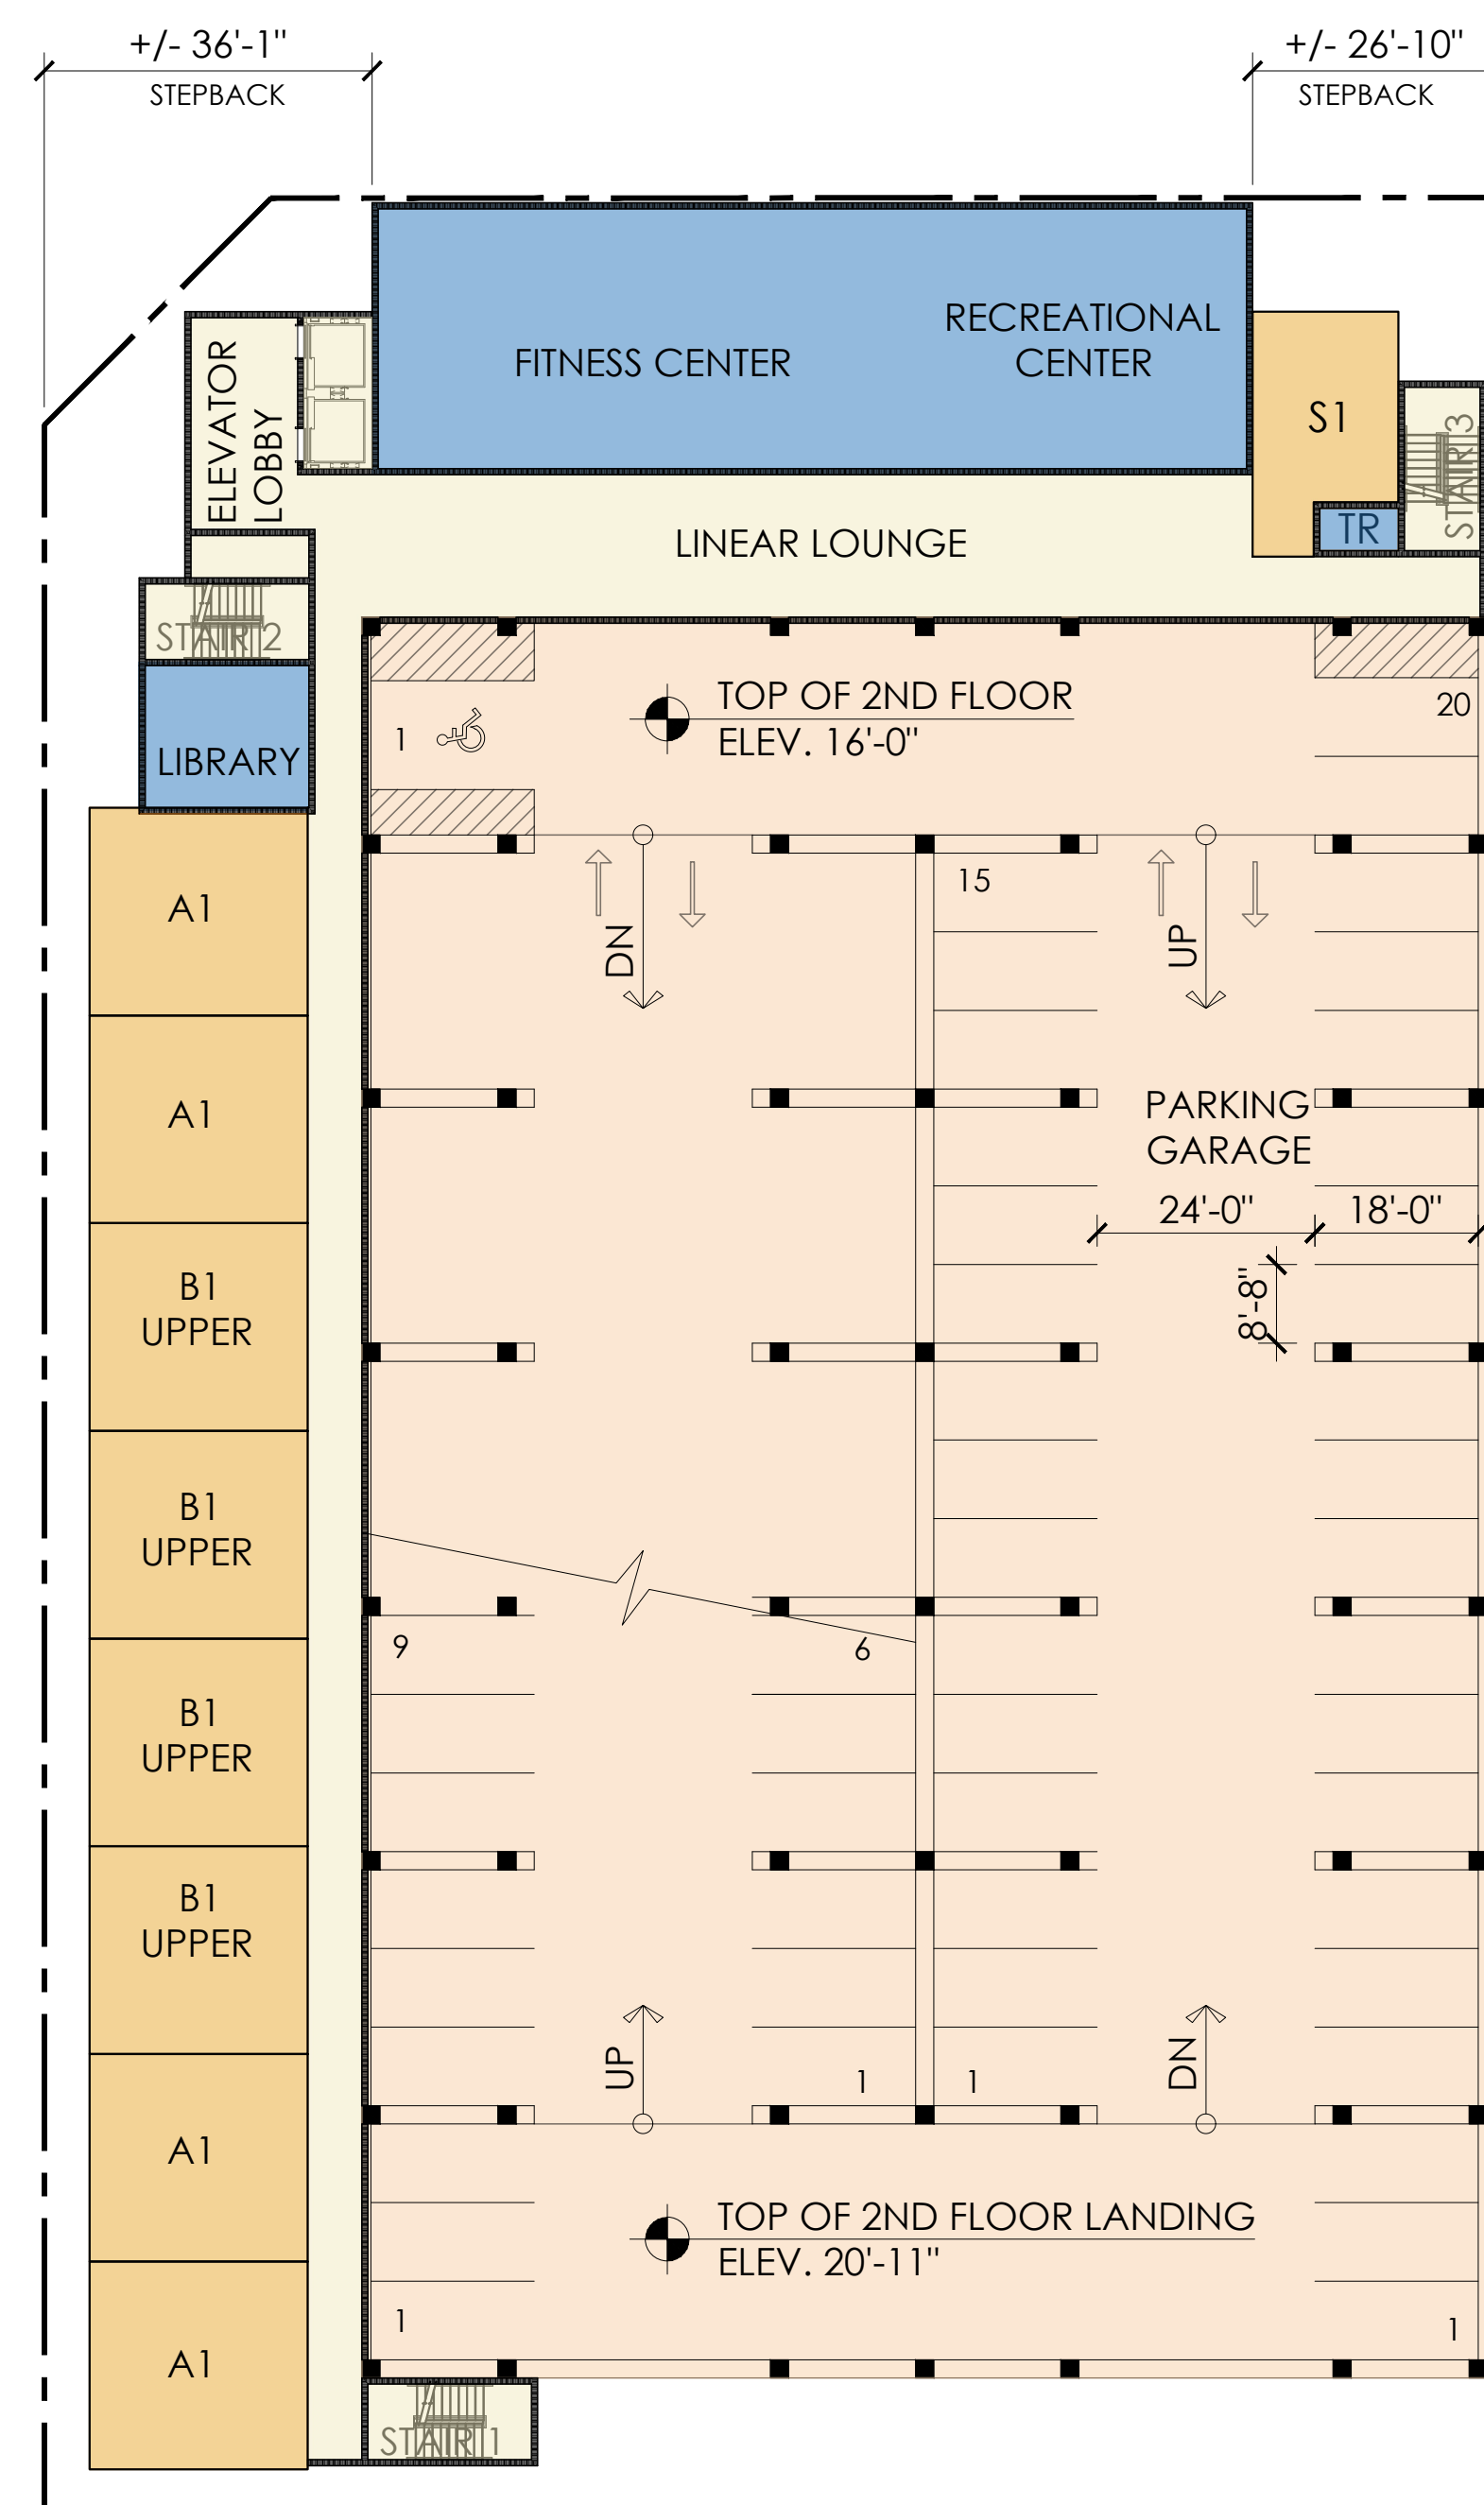 +/- 36'-1"
STEPBACK
+/- 26'-10"
STEPBACK
RECREATIONAL
CENTER
FITNESS CENTER
ELEVATOR
LOBBY
S1
STAIR 3
TR
LINEAR LOUNGE
STAIR 2
TOP OF 2ND FLOOR
ELEV. 16'-0"
20
1
LIBRARY
15
A1
DN
UP
A1
PARKING
GARAGE
24'-0"
18'-0"
8'-8"
B1
UPPER
B1
UPPER
9
6
B1
UPPER
B1
UPPER
UP
1
1
DN
A1
TOP OF 2ND FLOOR LANDING
ELEV. 20'-11"
1
1
A1
STAIR 1